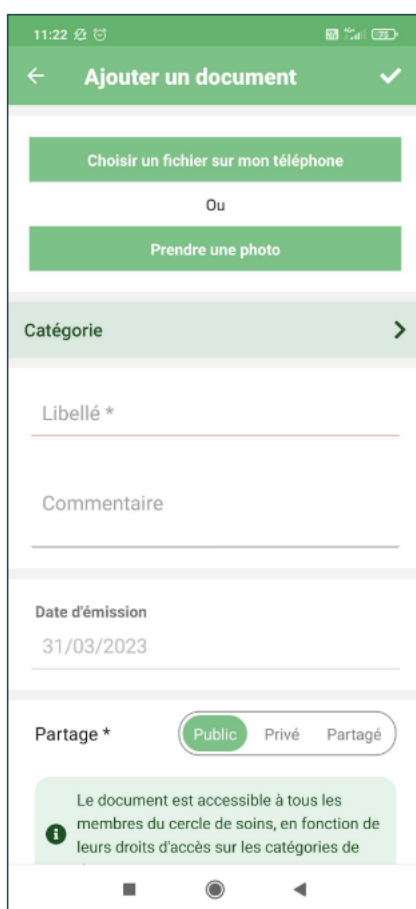 11:22
Ajouter un document
Choisir un fichier sur mon téléphone
Ou
Prendre une photo
Catégorie
Libellé *
Commentaire
Date d'émission
31/03/2023
Partage *
Public Privé Partagé
Le document est accessible à tous les
membres du cercle de soins, en fonction de
leurs droits d'accès sur les catégories de